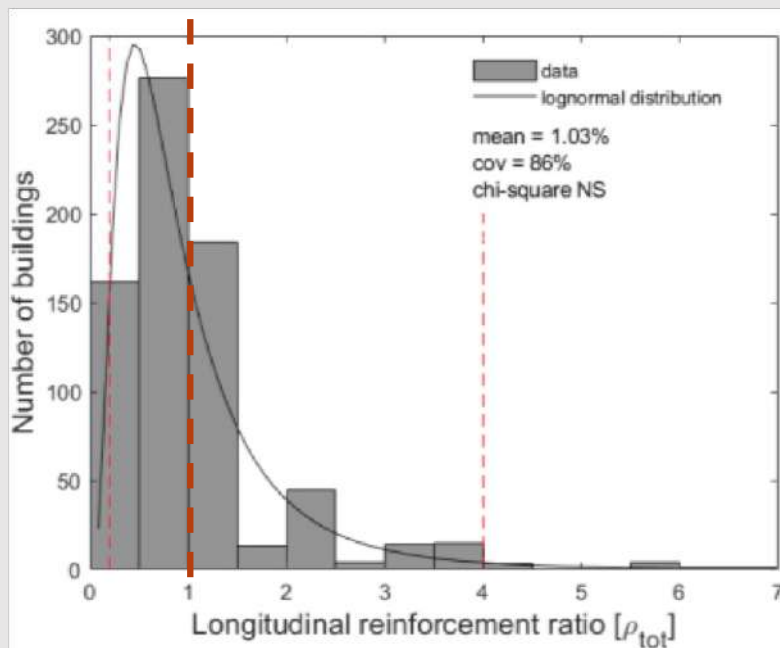 300
250
200
150
100
50
0
Number of buildings
data
lognormal distribution
mean = 1.03%
cov = 86%
chi-square NS
0 1 2 3 4 5 6 7
Longitudinal reinforcement ratio [ρtot]